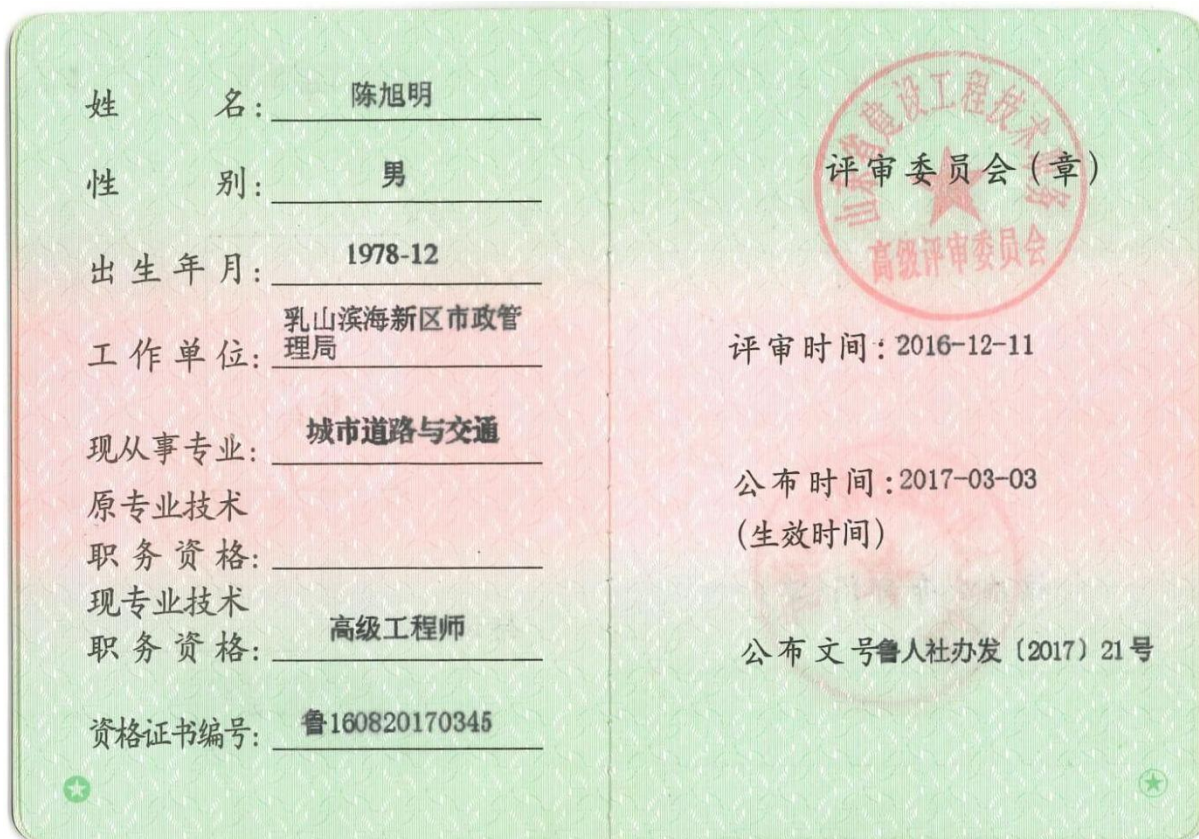 姓 名: 陈旭明
性 别: 男
出生年月: 1978-12
工作单位: 乳山滨海新区市政管
理局
现从事专业: 城市道路与交通
原专业技术
职务资格:
现专业技术
职务资格: 高级工程师
资格证书编号: 鲁160820170345
山东省建设工程技术职务
高级评审委员会
评审委员会(章)
评审时间: 2016-12-11
公布时间: 2017-03-03
(生效时间)
公布文号鲁人社办发〔2017〕21号